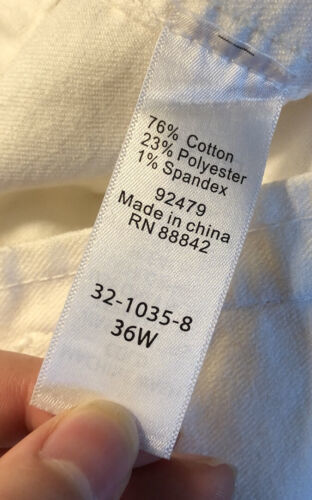 76% Cotton
23% Polyester
1% Spandex
92479
Made in china
RN 88842
32-1035-8
36W